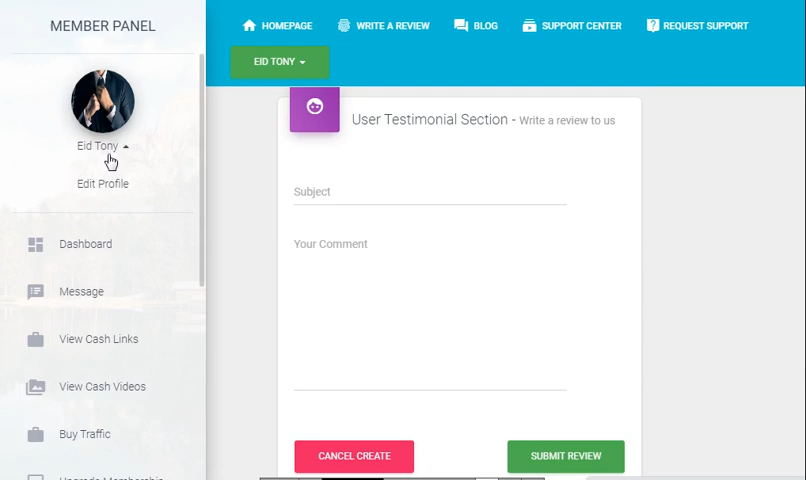 MEMBER PANEL
Eid Tony
Edit Profile
Dashboard
Message
View Cash Links
View Cash Videos
Buy Traffic
Upgrade Membership
HOMEPAGE
WRITE A REVIEW
BLOG
SUPPORT CENTER
REQUEST SUPPORT
EID TONY
User Testimonial Section - Write a review to us
Subject
Your Comment
CANCEL CREATE
SUBMIT REVIEW